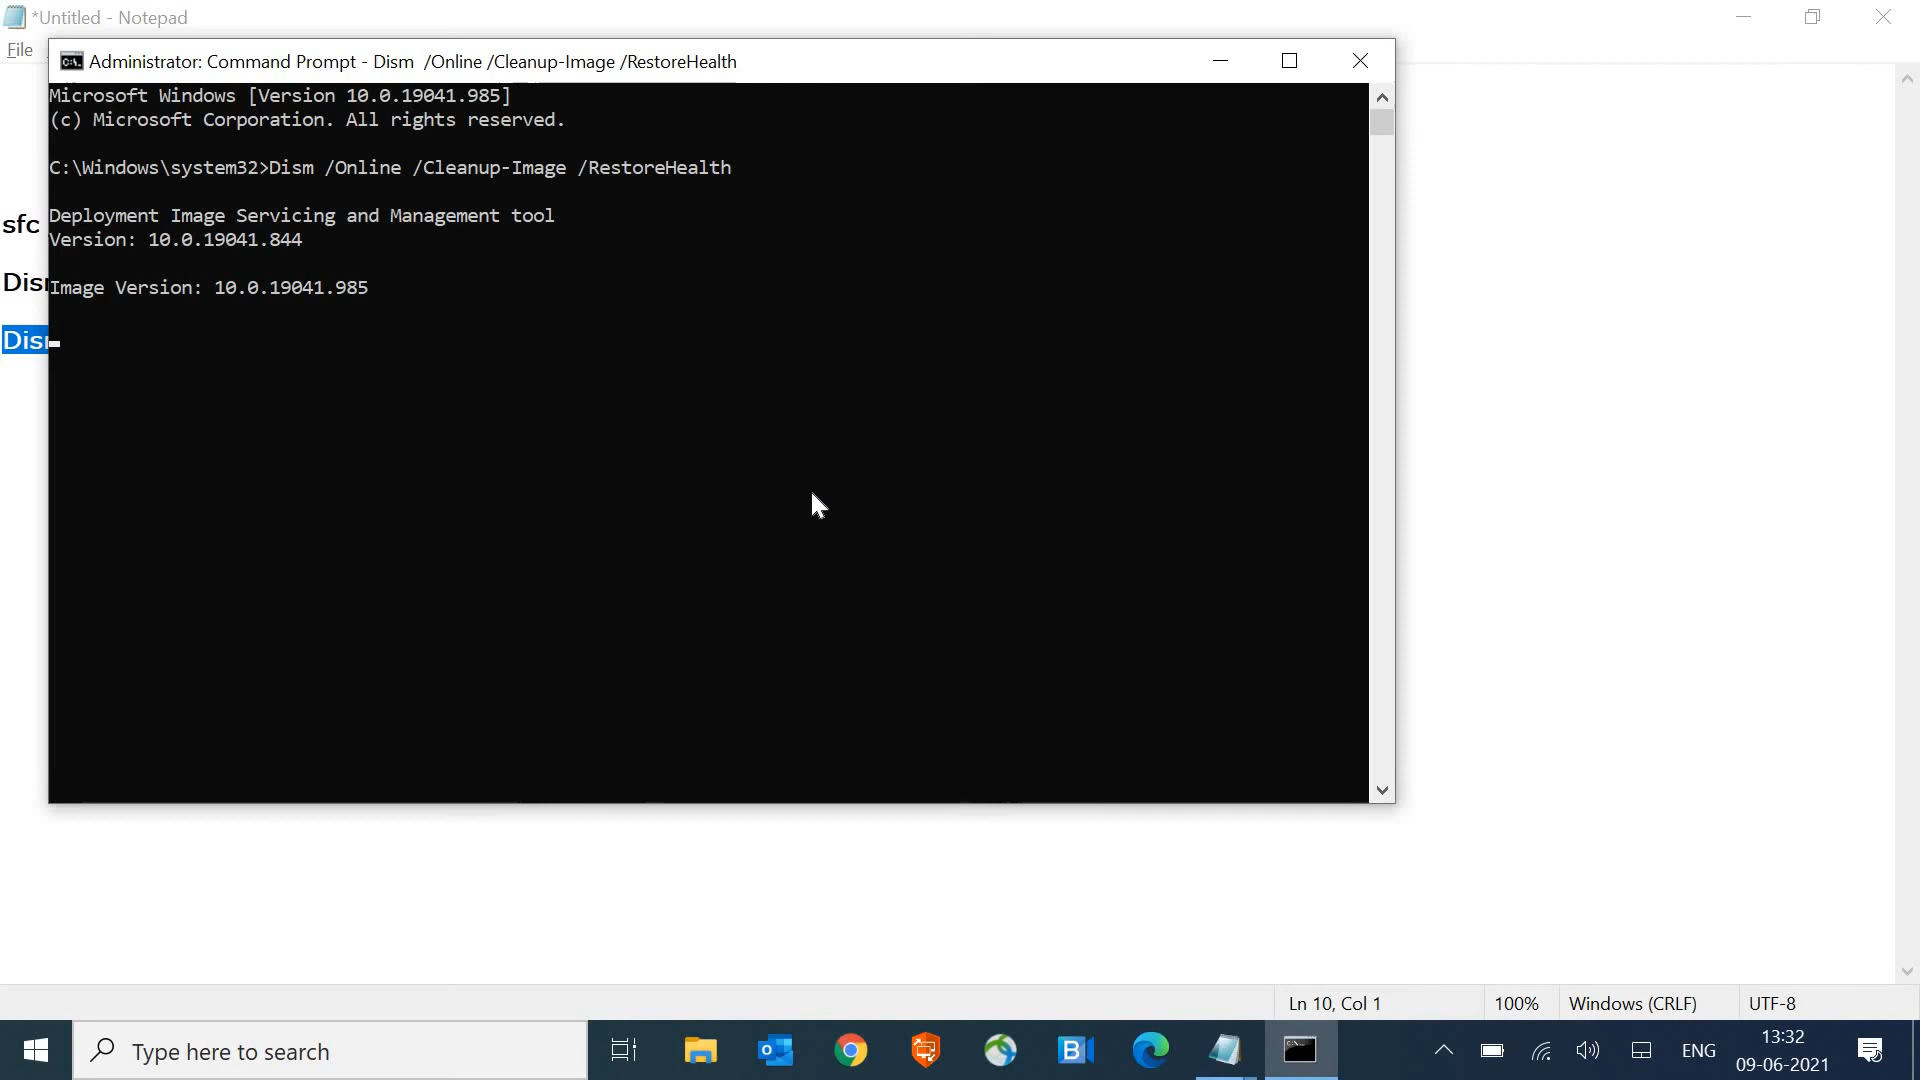 *Untitled - Notepad
File
Administrator: Command Prompt - Dism  /Online /Cleanup-Image /RestoreHealth
Microsoft Windows [Version 10.0.19041.985]
(c) Microsoft Corporation. All rights reserved.
C:\Windows\system32>Dism /Online /Cleanup-Image /RestoreHealth
Deployment Image Servicing and Management tool
Version: 10.0.19041.844
Image Version: 10.0.19041.985
sfc
Dis
Dis
Ln 10, Col 1
100%
Windows (CRLF)
UTF-8
Type here to search
ENG
13:32
09-06-2021